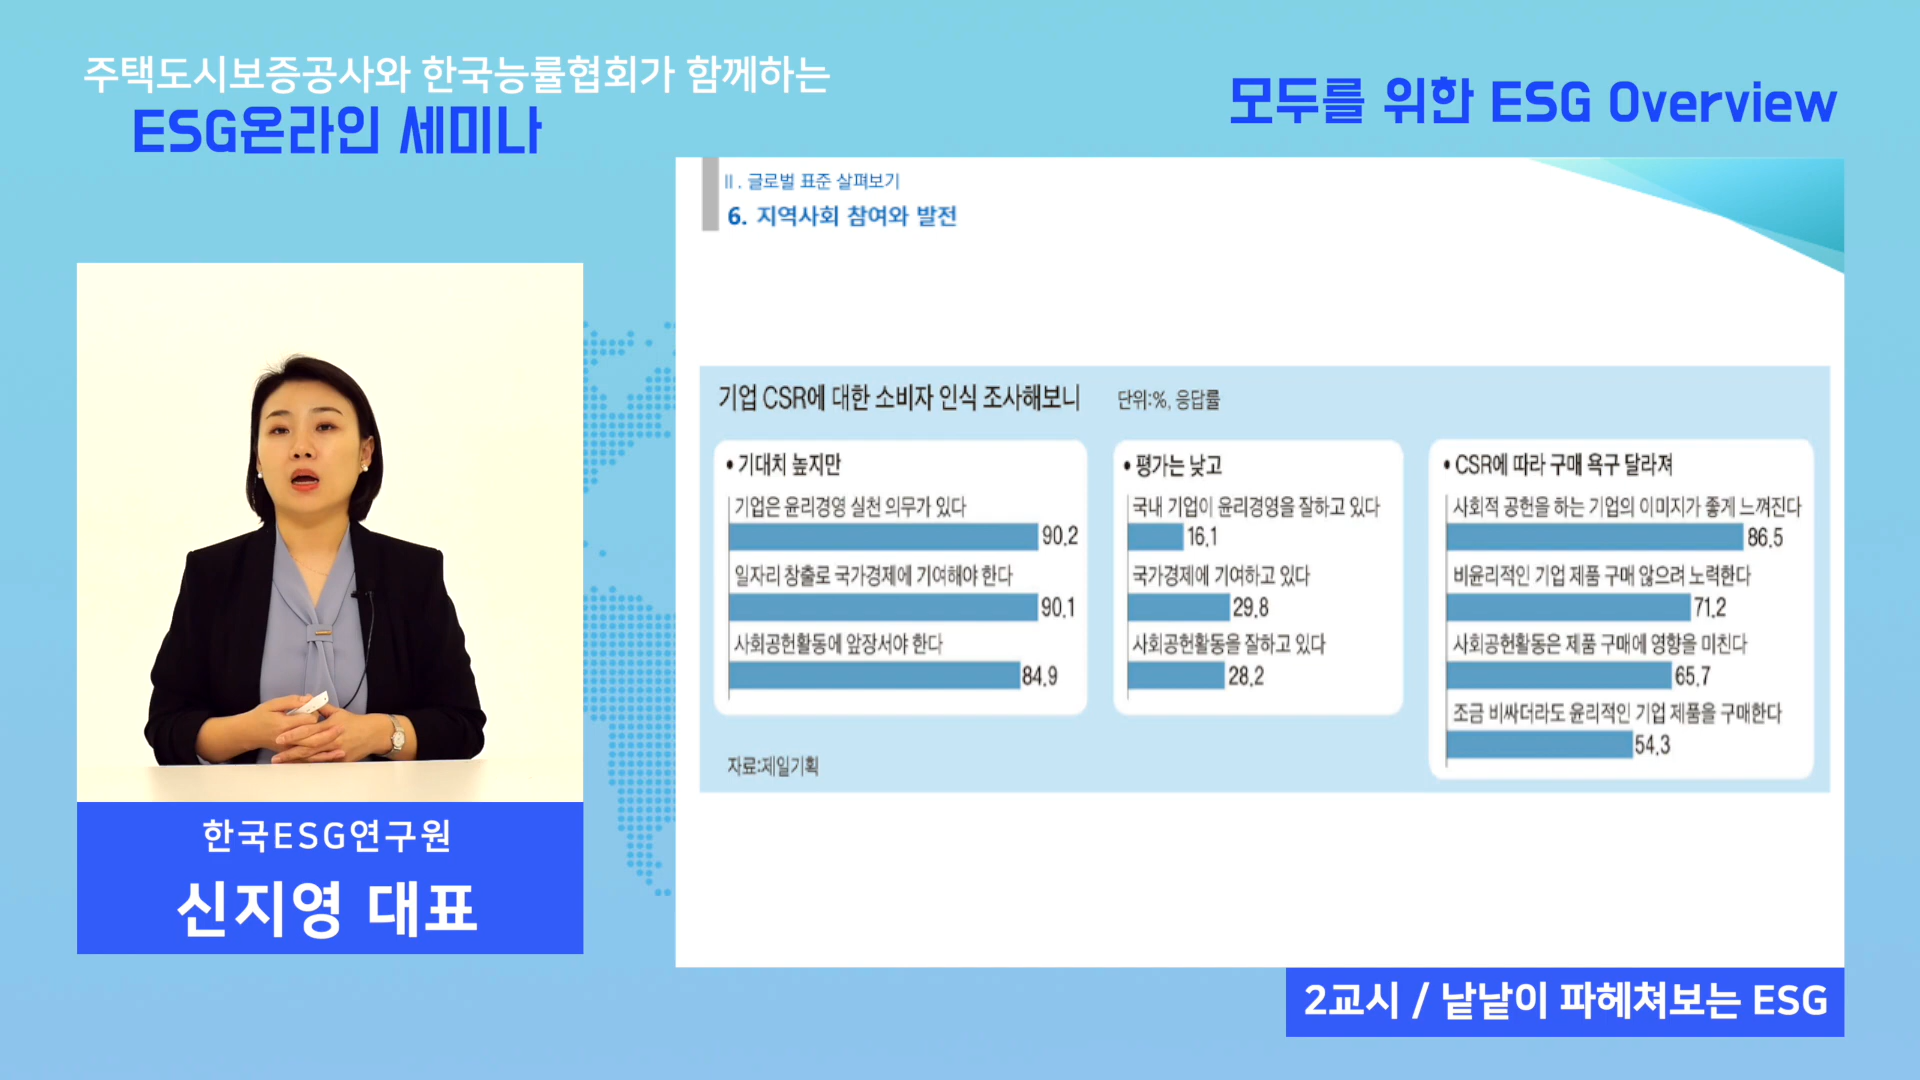 주택도시보증공사와 한국능률협회가 함께하는
ESG온라인 세미나
모두를 위한 ESG Overview
Ⅱ. 글로벌 표준 살펴보기
6. 지역사회 참여와 발전
기업 CSR에 대한 소비자 인식 조사해보니 단위:%, 응답률
• 기대치 높지만
기업은 윤리경영 실천 의무가 있다
90.2
일자리 창출로 국가경제에 기여해야 한다
90.1
사회공헌활동에 앞장서야 한다
84.9
• 평가는 낮고
국내 기업이 윤리경영을 잘하고 있다
16.1
국가경제에 기여하고 있다
29.8
사회공헌활동을 잘하고 있다
28.2
• CSR에 따라 구매 욕구 달라져
사회적 공헌을 하는 기업의 이미지가 좋게 느껴진다
86.5
비윤리적인 기업 제품 구매 않으려 노력한다
71.2
사회공헌활동은 제품 구매에 영향을 미친다
65.7
조금 비싸더라도 윤리적인 기업 제품을 구매한다
54.3
자료:제일기획
한국ESG연구원
신지영 대표
2교시 / 낱낱이 파헤쳐보는 ESG